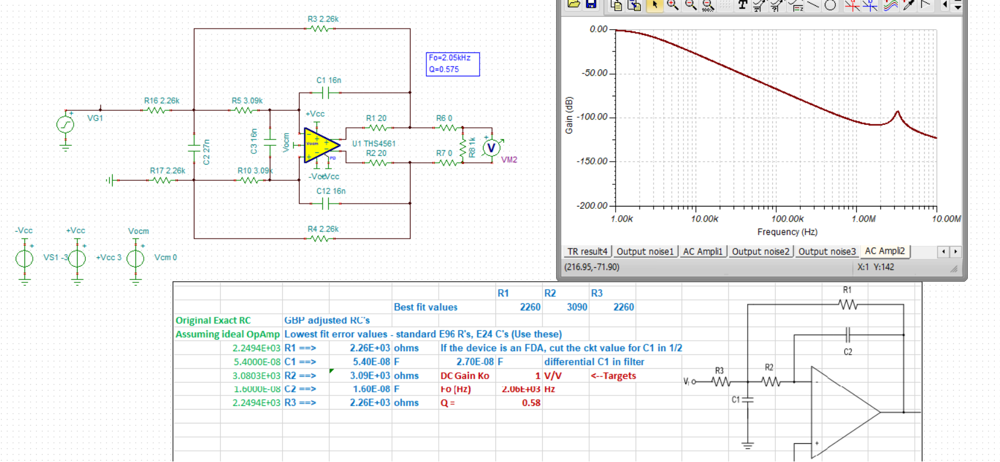 R3 2.26k
Fo=2.05kHz
Q=0.575
C1 16n
R16 2.26k
R5 3.09k
+Vcc
VG1
R1 20
R6 0
C2 27n
C3 16n
Vocm
Vocm
U1 THS4561
R8 1k
V
VM2
PD
R2 20
R7 0
R17 2.26k
R10 3.09k
-Vcc
+Vcc
C12 16n
R4 2.26k
-Vcc
+Vcc
Vocm
VS1 -3
+Vcc 3
Vcm 0
100%
T
0.00
-50.00
-100.00
-150.00
-200.00
Gain (dB)
1.00k
10.00k
100.00k
1.00M
10.00M
Frequency (Hz)
TR result4
Output noise1
AC Ampli1
Output noise2
Output noise3
AC Ampli2
(216.95,-71.90)
X:1 Y:142
R1 R2 R3
Best fit values 2260 3090 2260
Original Exact RC GBP adjusted RC's
Assuming ideal OpAmp Lowest fit error values - standard E96 R's, E24 C's (Use these)
2.2494E+03 R1 ==> 2.26E+03 ohms If the device is an FDA, cut the ckt value for C1 in 1/2
5.4000E-08 C1 ==> 5.40E-08 F 2.70E-08 F differential C1 in filter
3.0803E+03 R2 ==> 3.09E+03 ohms DC Gain Ko 1 V/V <--Targets
1.6000E-08 C2 ==> 1.60E-08 F Fo (Hz) 2.06E+03 Hz
2.2494E+03 R3 ==> 2.26E+03 ohms Q = 0.58
R1
C2
R3
R2
Vi
C1
-
+